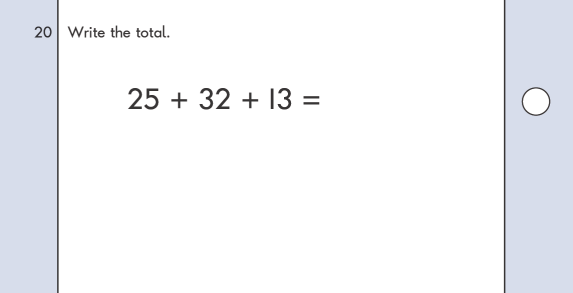 20 Write the total.
25 + 32 + 13 =